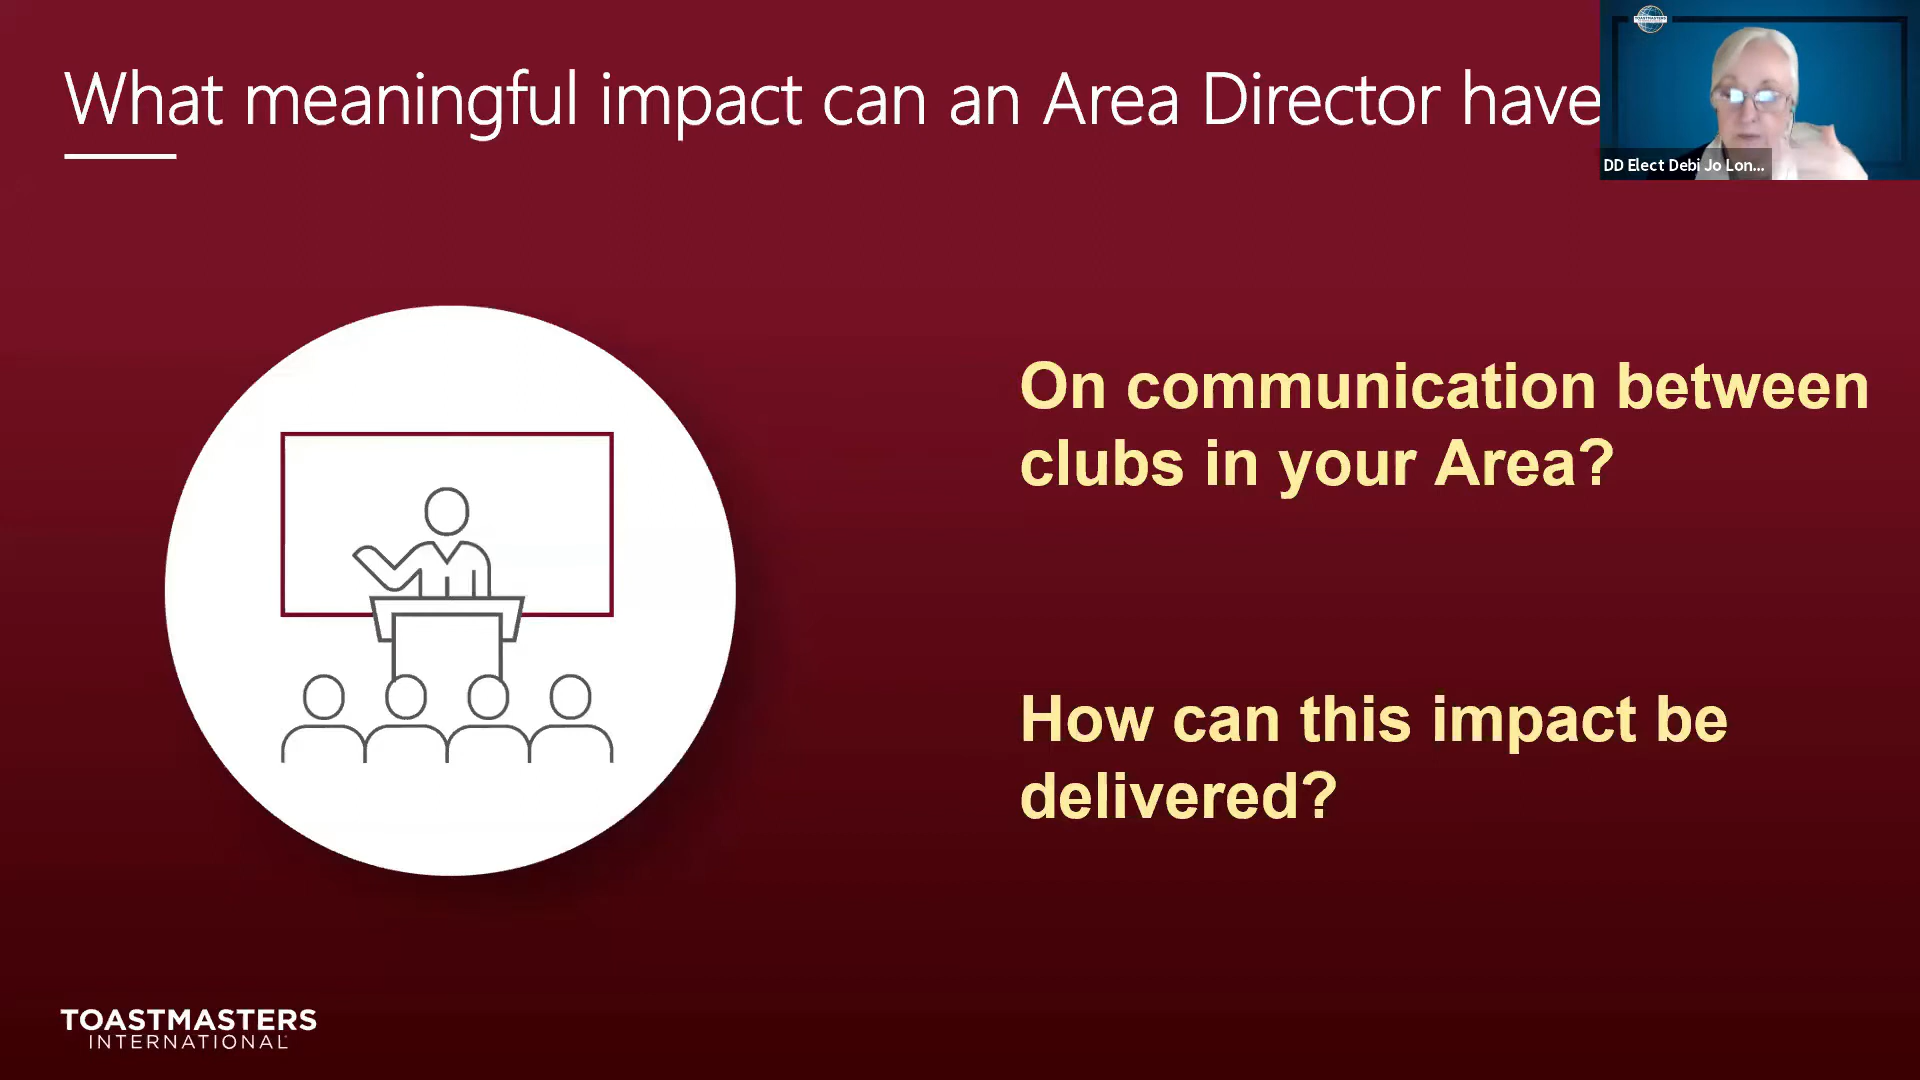 What meaningful impact can an Area Director have
DD Elect Debi Jo Lon...
On communication between
clubs in your Area?
How can this impact be
delivered?
TOASTMASTERS
INTERNATIONAL
TOASTMASTERS